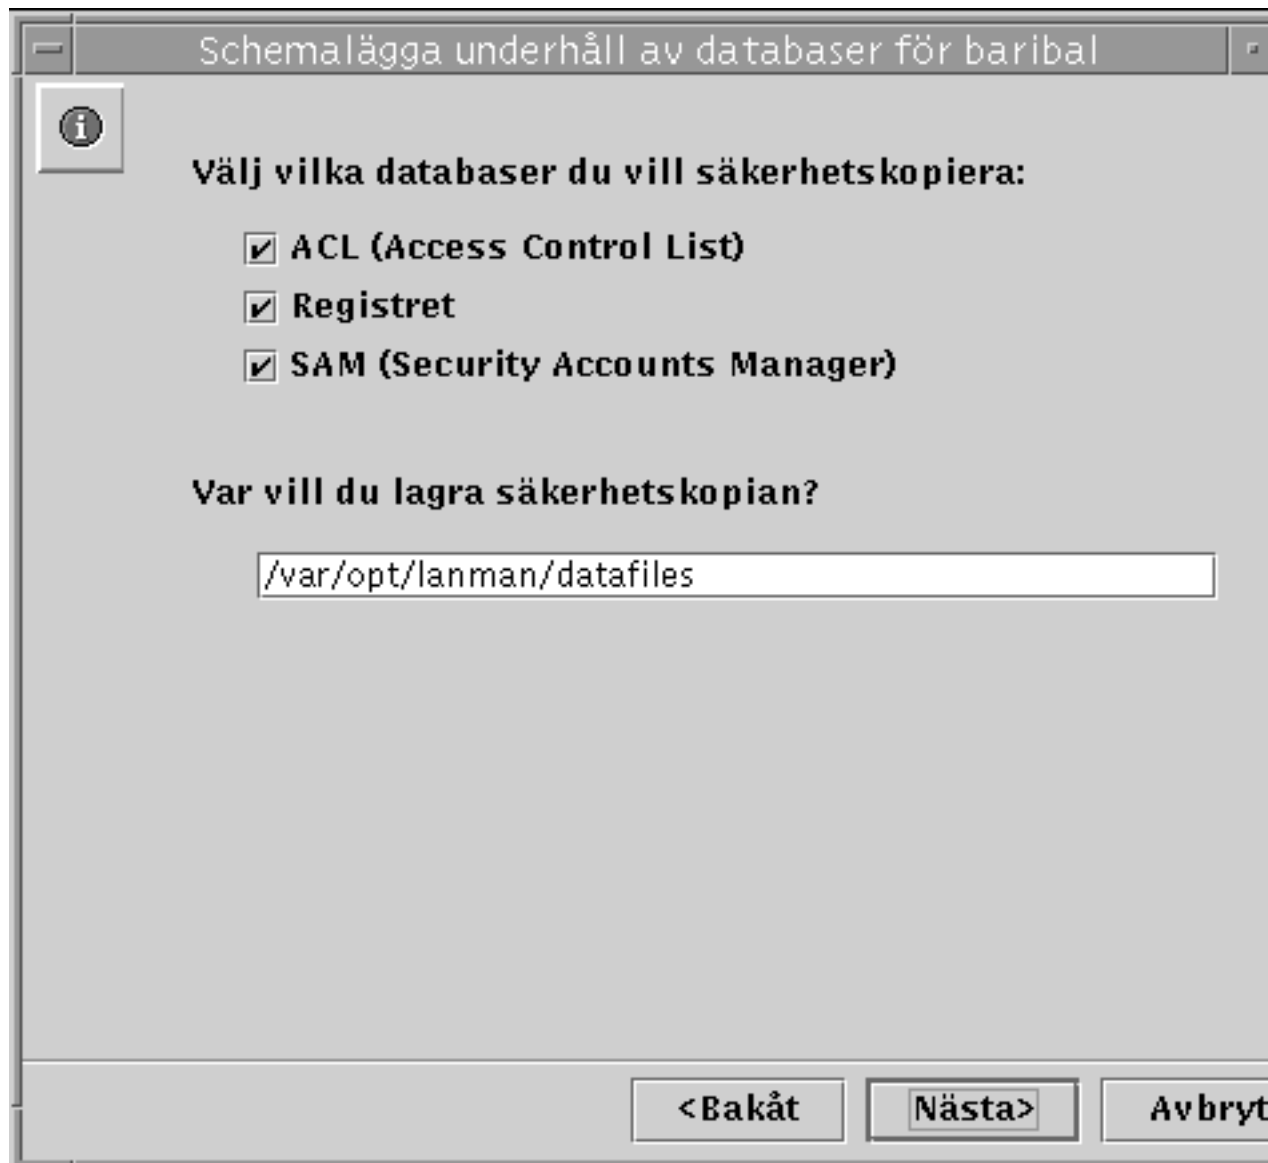 Schemalägga underhåll av databaser för baribal
Välj vilka databaser du vill säkerhetskopiera:
ACL (Access Control List)
Registret
SAM (Security Accounts Manager)
Var vill du lagra säkerhetskopian?
/var/opt/lanman/datafiles
<Bakåt Nästa> Avbryt